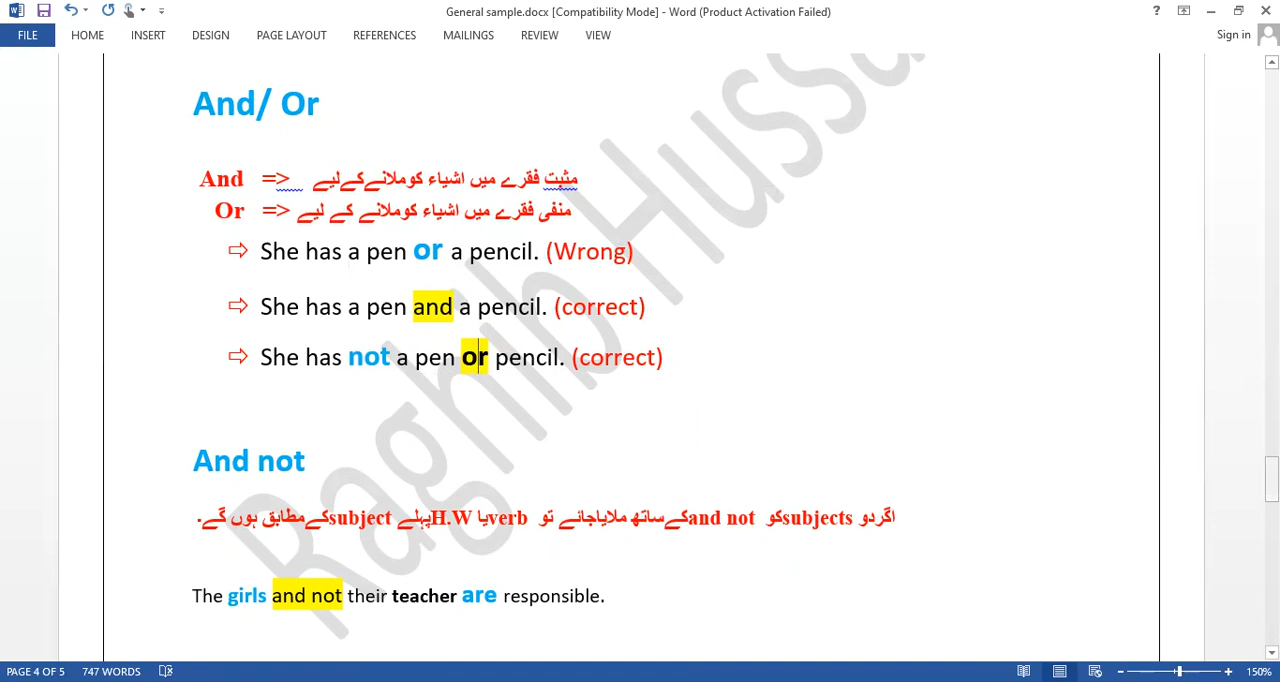 General sample.docx [Compatibility Mode] - Word (Product Activation Failed)
?
FILE HOME INSERT DESIGN PAGE LAYOUT REFERENCES MAILINGS REVIEW VIEW Sign in
And/ Or
And => مثبت فقرے میں اشیاء کوملانےکےلیے
Or => منفی فقرے میں اشیاء کوملانے کے لیے
⇨ She has a pen or a pencil. (Wrong)
⇨ She has a pen and a pencil. (correct)
⇨ She has not a pen or pencil. (correct)
And not
اگردو subjects کو and not کےساتھ ملایاجائے تو verb یا H.W پہلے subject کےمطابق ہوں گے۔
The girls and not their teacher are responsible.
Raghib Hussa
PAGE 4 OF 5 747 WORDS 150%